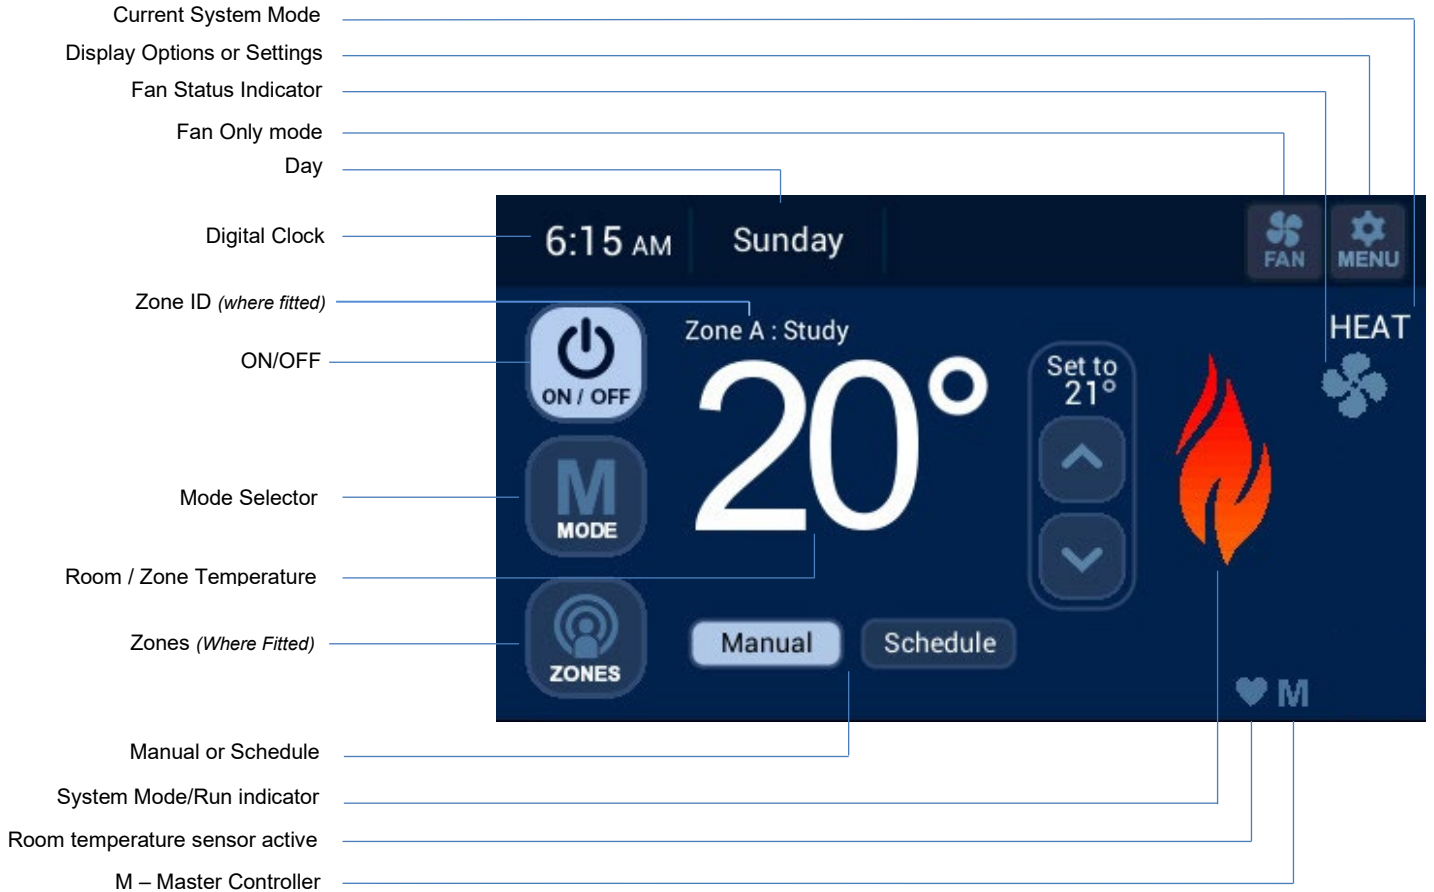 Current System Mode
Display Options or Settings
Fan Status Indicator
Fan Only mode
Day
Digital Clock
Zone ID (where fitted)
ON/OFF
Mode Selector
Room / Zone Temperature
Zones (Where Fitted)
Manual or Schedule
System Mode/Run indicator
Room temperature sensor active
M – Master Controller
6:15 AM
Sunday
FAN
MENU
Zone A : Study
HEAT
ON / OFF
20°
Set to
21°
M
MODE
ZONES
Manual
Schedule
M